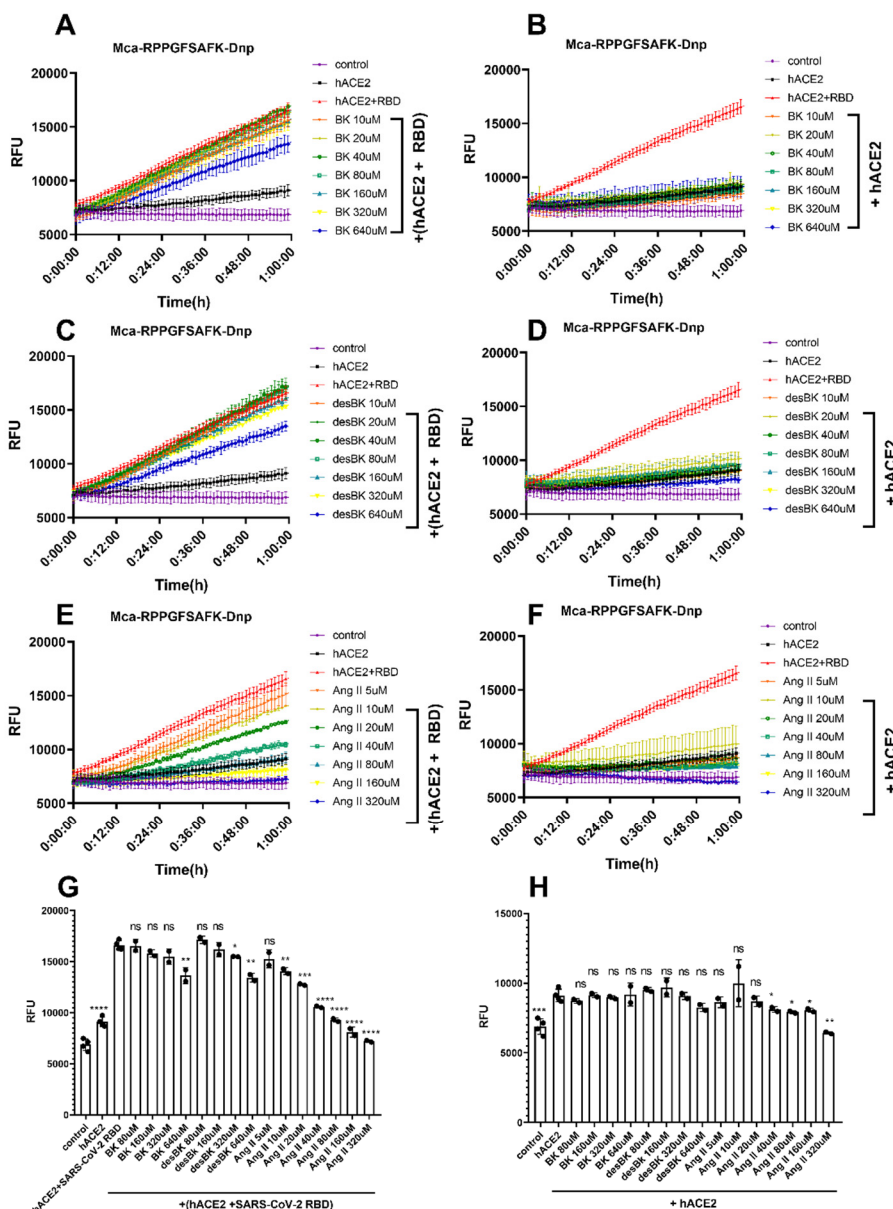 A
Mca-RPPGFSAFK-Dnp
RFU
20000
15000
10000
5000
0:00:00
0:12:00
0:24:00
0:36:00
0:48:00
1:00:00
Time(h)
control
hACE2
hACE2+RBD
BK 10uM
BK 20uM
BK 40uM
BK 80uM
BK 160uM
BK 320uM
BK 640uM
+(hACE2 + RBD)
B
Mca-RPPGFSAFK-Dnp
RFU
20000
15000
10000
5000
0:00:00
0:12:00
0:24:00
0:36:00
0:48:00
1:00:00
Time(h)
control
hACE2
hACE2+RBD
BK 10uM
BK 20uM
BK 40uM
BK 80uM
BK 160uM
BK 320uM
BK 640uM
+ hACE2
C
Mca-RPPGFSAFK-Dnp
RFU
20000
15000
10000
5000
0:00:00
0:12:00
0:24:00
0:36:00
0:48:00
1:00:00
Time(h)
control
hACE2
hACE2+RBD
desBK 10uM
desBK 20uM
desBK 40uM
desBK 80uM
desBK 160uM
desBK 320uM
desBK 640uM
+(hACE2 + RBD)
D
Mca-RPPGFSAFK-Dnp
RFU
20000
15000
10000
5000
0:00:00
0:12:00
0:24:00
0:36:00
0:48:00
1:00:00
Time(h)
control
hACE2
hACE2+RBD
desBK 10uM
desBK 20uM
desBK 40uM
desBK 80uM
desBK 160uM
desBK 320uM
desBK 640uM
+ hACE2
E
Mca-RPPGFSAFK-Dnp
RFU
20000
15000
10000
5000
0:00:00
0:12:00
0:24:00
0:36:00
0:48:00
1:00:00
Time(h)
control
hACE2
hACE2+RBD
Ang II 5uM
Ang II 10uM
Ang II 20uM
Ang II 40uM
Ang II 80uM
Ang II 160uM
Ang II 320uM
+(hACE2 + RBD)
F
Mca-RPPGFSAFK-Dnp
RFU
20000
15000
10000
5000
0:00:00
0:12:00
0:24:00
0:36:00
0:48:00
1:00:00
Time(h)
control
hACE2
hACE2+RBD
Ang II 5uM
Ang II 10uM
Ang II 20uM
Ang II 40uM
Ang II 80uM
Ang II 160uM
Ang II 320uM
+ hACE2
G
RFU
20000
15000
10000
5000
0
****
ns
ns
ns
**
ns
ns
*
**
ns
**
***
****
****
****
****
control
hACE2
hACE2+SARS-CoV-2 RBD
BK 80uM
BK 160uM
BK 320uM
BK 640uM
desBK 80uM
desBk 160uM
desBK 320uM
desBK 640uM
Ang II 5uM
Ang II 10uM
Ang II 20uM
Ang II 40uM
Ang II 80uM
Ang II 160uM
Ang II 320uM
+(hACE2 +SARS-CoV-2 RBD)
H
RFU
15000
10000
5000
0
***
ns
ns
ns
ns
ns
ns
ns
ns
ns
ns
*
*
*
**
control
hACE2
BK 80uM
BK 160uM
BK 320uM
BK 640uM
desBK 80uM
desBK 160uM
desBK 320uM
desBK 640uM
Ang II 5uM
Ang II 10uM
Ang II 20uM
Ang II 40uM
Ang II 80uM
Ang II 160uM
Ang II 320uM
+ hACE2